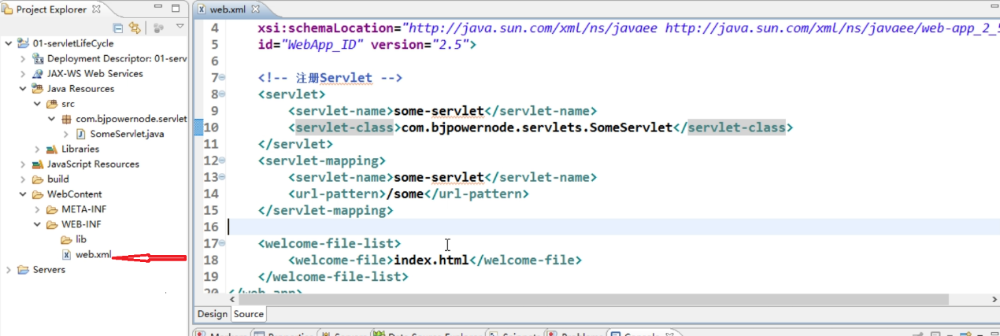 Project Explorer
01-servletLifeCycle
Deployment Descriptor: 01-serv
JAX-WS Web Services
Java Resources
src
com.bjpowernode.servlet
SomeServlet.java
Libraries
JavaScript Resources
build
WebContent
META-INF
WEB-INF
lib
web.xml
Servers
web.xml
4 xsi:schemaLocation="http://java.sun.com/xml/ns/javaee http://java.sun.com/xml/ns/javaee/web-app_2_5
5 id="WebApp_ID" version="2.5">
6
7 <!-- 注册Servlet -->
8 <servlet>
9 <servlet-name>some-servlet</servlet-name>
10 <servlet-class>com.bjpowernode.servlets.SomeServlet</servlet-class>
11 </servlet>
12 <servlet-mapping>
13 <servlet-name>some-servlet</servlet-name>
14 <url-pattern>/some</url-pattern>
15 </servlet-mapping>
16
17 <welcome-file-list>
18 <welcome-file>index.html</welcome-file>
19 </welcome-file-list>
20 </web-app>
Design Source